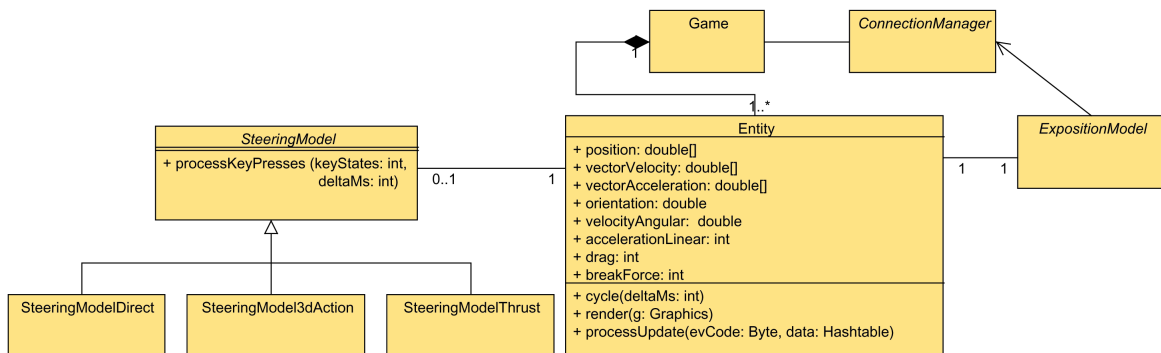 Game
ConnectionManager
1
1..*
SteeringModel
+ processKeyPresses (keyStates: int,
deltaMs: int)
0..1
1
Entity
+ position: double[]
+ vectorVelocity: double[]
+ vectorAcceleration: double[]
+ orientation: double
+ velocityAngular:  double
+ accelerationLinear: int
+ drag: int
+ breakForce: int
+ cycle(deltaMs: int)
+ render(g: Graphics)
+ processUpdate(evCode: Byte, data: Hashtable)
1
1
ExpositionModel
SteeringModelDirect
SteeringModel3dAction
SteeringModelThrust